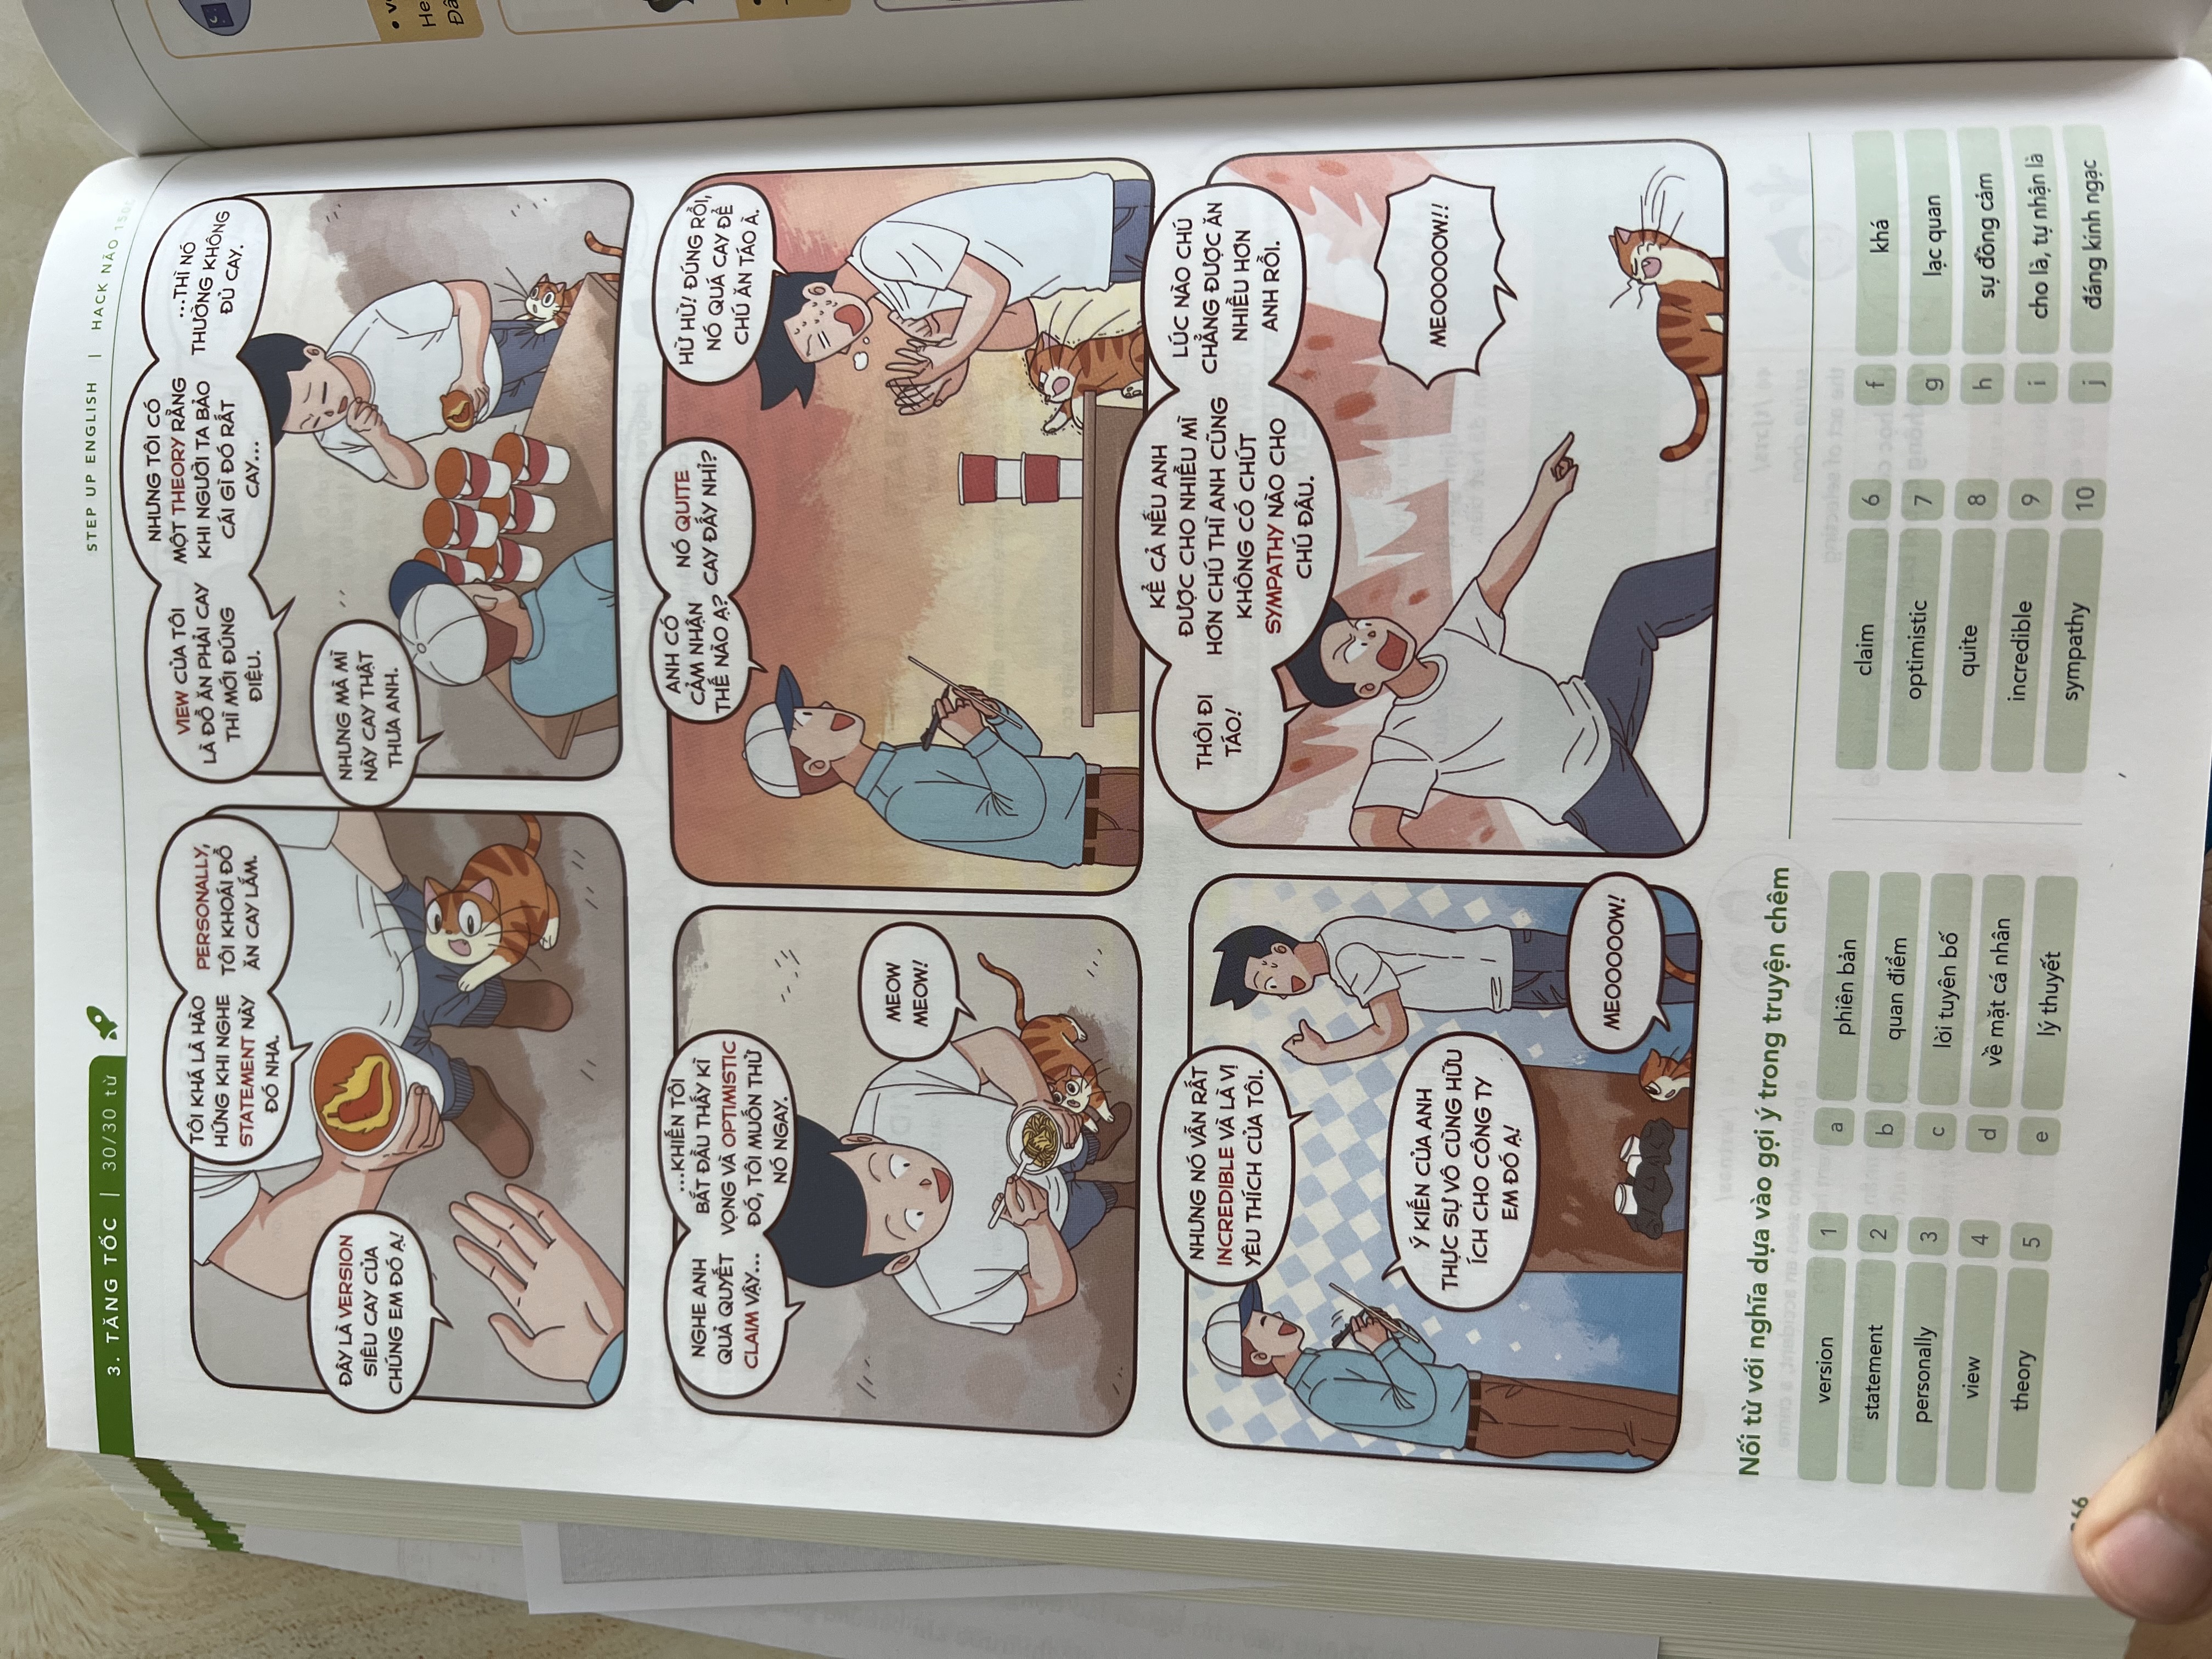 3. TĂNG TỐC | 30/30 từ
STEP UP ENGLISH | HACK NÃO
TÔI KHÁ LÀ HÀO
HỨNG KHI NGHE
STATEMENT NÀY
ĐÓ NHA.
PERSONALLY,
TÔI KHOÁI ĐỒ
ĂN CAY LẮM.
ĐÂY LÀ VERSION
SIÊU CAY CỦA
CHÚNG EM ĐÓ Ạ!
VIEW CỦA TÔI
LÀ ĐỒ ĂN PHẢI CAY
THÌ MỚI ĐÚNG
ĐIỆU.
NHƯNG TÔI CÓ
MỘT THEORY RẰNG
KHI NGƯỜI TA BẢO
CÁI GÌ ĐÓ RẤT
CAY...
...THÌ NÓ
THƯỜNG KHÔNG
ĐỦ CAY.
NHƯNG MÀ MÌ
NÀY CAY THẬT
THƯA ANH.
NGHE ANH
QUẢ QUYẾT
CLAIM VẬY...
...KHIẾN TÔI
BẮT ĐẦU THẤY KÌ
VỌNG VÀ OPTIMISTIC
ĐÓ, TÔI MUỐN THỬ
NÓ NGAY.
MEOW
MEOW!
ANH CÓ
CẢM NHẬN
THẾ NÀO Ạ?
NÓ QUITE
CAY ĐẤY NHỈ?
HỪ HỪ! ĐÚNG RỒI,
NÓ QUÁ CAY ĐỂ
CHÚ ĂN TÁO À.
NHƯNG NÓ VẪN RẤT
INCREDIBLE VÀ LÀ VỊ
YÊU THÍCH CỦA TÔI.
Ý KIẾN CỦA ANH
THỰC SỰ VÔ CÙNG HỮU
ÍCH CHO CÔNG TY
EM ĐÓ Ạ!
MEOOOOOW!
THÔI ĐI
TÁO!
KỂ CẢ NẾU ANH
ĐƯỢC CHO NHIỀU MÌ
HƠN CHÚ THÌ ANH CŨNG
KHÔNG CÓ CHÚT
SYMPATHY NÀO CHO
CHÚ ĐÂU.
LÚC NÀO CHÚ
CHẲNG ĐƯỢC ĂN
NHIỀU HƠN
ANH RỒI.
MEOOOOOW!!
Nối từ với nghĩa dựa vào gợi ý trong truyện chêm
version 1 a phiên bản
statement 2 b quan điểm
personally 3 c lời tuyên bố
view 4 d về mặt cá nhân
theory 5 e lý thuyết
claim 6 f khá
optimistic 7 g lạc quan
quite 8 h sự đồng cảm
incredible 9 i cho là, tự nhận là
sympathy 10 j đáng kinh ngạc